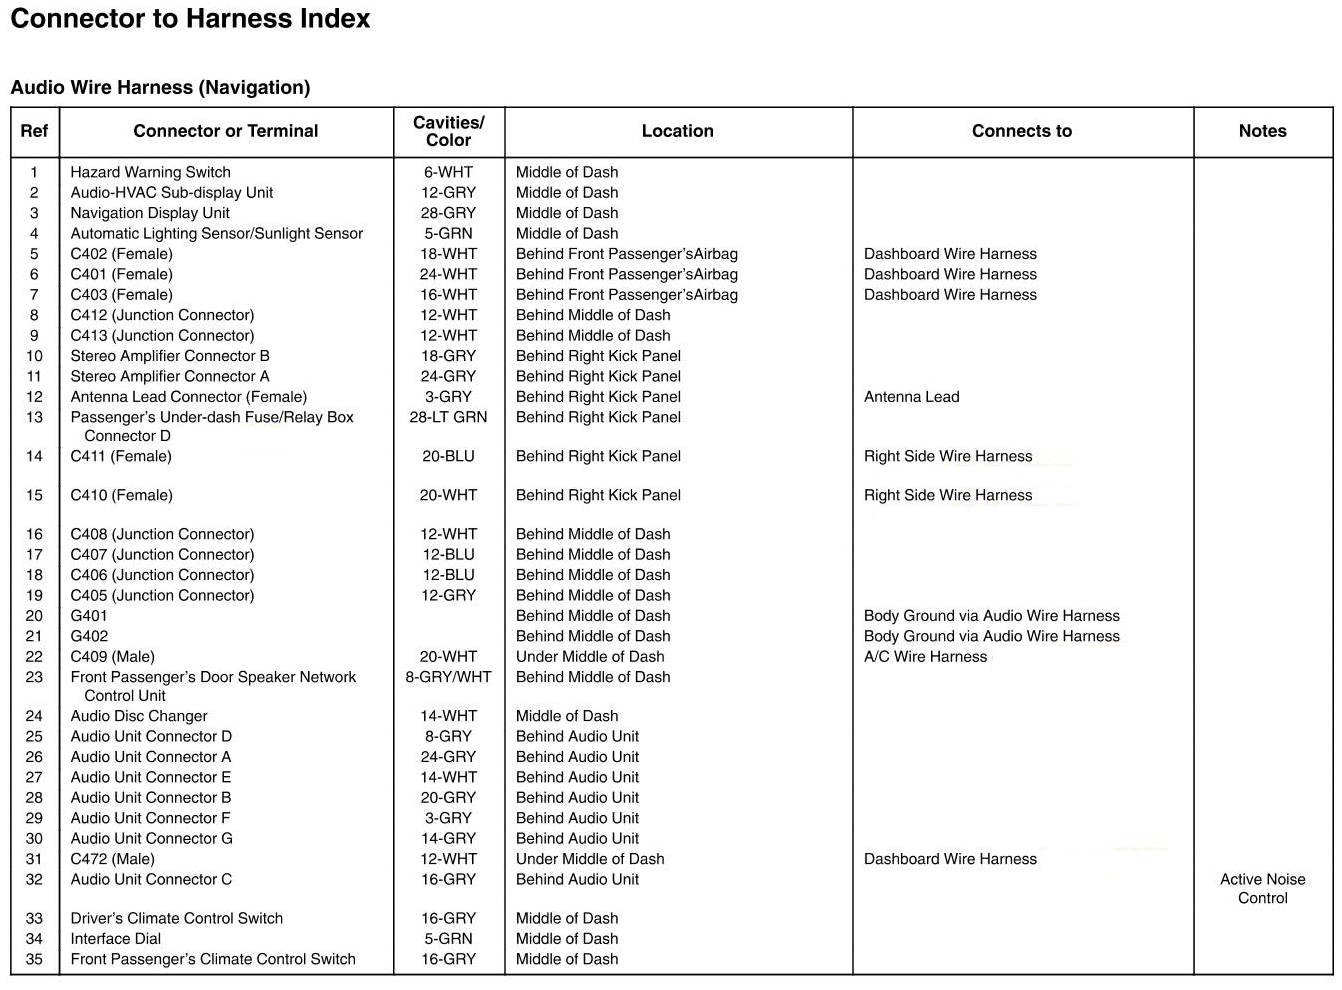 Connector to Harness Index
Audio Wire Harness (Navigation)
Ref Connector or Terminal Cavities/ Color Location Connects to Notes
1 Hazard Warning Switch 6-WHT Middle of Dash
2 Audio-HVAC Sub-display Unit 12-GRY Middle of Dash
3 Navigation Display Unit 28-GRY Middle of Dash
4 Automatic Lighting Sensor/Sunlight Sensor 5-GRN Middle of Dash
5 C402 (Female) 18-WHT Behind Front Passenger'sAirbag Dashboard Wire Harness
6 C401 (Female) 24-WHT Behind Front Passenger'sAirbag Dashboard Wire Harness
7 C403 (Female) 16-WHT Behind Front Passenger'sAirbag Dashboard Wire Harness
8 C412 (Junction Connector) 12-WHT Behind Middle of Dash
9 C413 (Junction Connector) 12-WHT Behind Middle of Dash
10 Stereo Amplifier Connector B 18-GRY Behind Right Kick Panel
11 Stereo Amplifier Connector A 24-GRY Behind Right Kick Panel
12 Antenna Lead Connector (Female) 3-GRY Behind Right Kick Panel Antenna Lead
13 Passenger's Under-dash Fuse/Relay Box 28-LT GRN Behind Right Kick Panel
Connector D
14 C411 (Female) 20-BLU Behind Right Kick Panel Right Side Wire Harness
15 C410 (Female) 20-WHT Behind Right Kick Panel Right Side Wire Harness
16 C408 (Junction Connector) 12-WHT Behind Middle of Dash
17 C407 (Junction Connector) 12-BLU Behind Middle of Dash
18 C406 (Junction Connector) 12-BLU Behind Middle of Dash
19 C405 (Junction Connector) 12-GRY Behind Middle of Dash
20 G401 Behind Middle of Dash Body Ground via Audio Wire Harness
21 G402 Behind Middle of Dash Body Ground via Audio Wire Harness
22 C409 (Male) 20-WHT Under Middle of Dash A/C Wire Harness
23 Front Passenger's Door Speaker Network 8-GRY/WHT Behind Middle of Dash
Control Unit
24 Audio Disc Changer 14-WHT Middle of Dash
25 Audio Unit Connector D 8-GRY Behind Audio Unit
26 Audio Unit Connector A 24-GRY Behind Audio Unit
27 Audio Unit Connector E 14-WHT Behind Audio Unit
28 Audio Unit Connector B 20-GRY Behind Audio Unit
29 Audio Unit Connector F 3-GRY Behind Audio Unit
30 Audio Unit Connector G 14-GRY Behind Audio Unit
31 C472 (Male) 12-WHT Under Middle of Dash Dashboard Wire Harness
32 Audio Unit Connector C 16-GRY Behind Audio Unit Active Noise
Control
33 Driver's Climate Control Switch 16-GRY Middle of Dash
34 Interface Dial 5-GRN Middle of Dash
35 Front Passenger's Climate Control Switch 16-GRY Middle of Dash